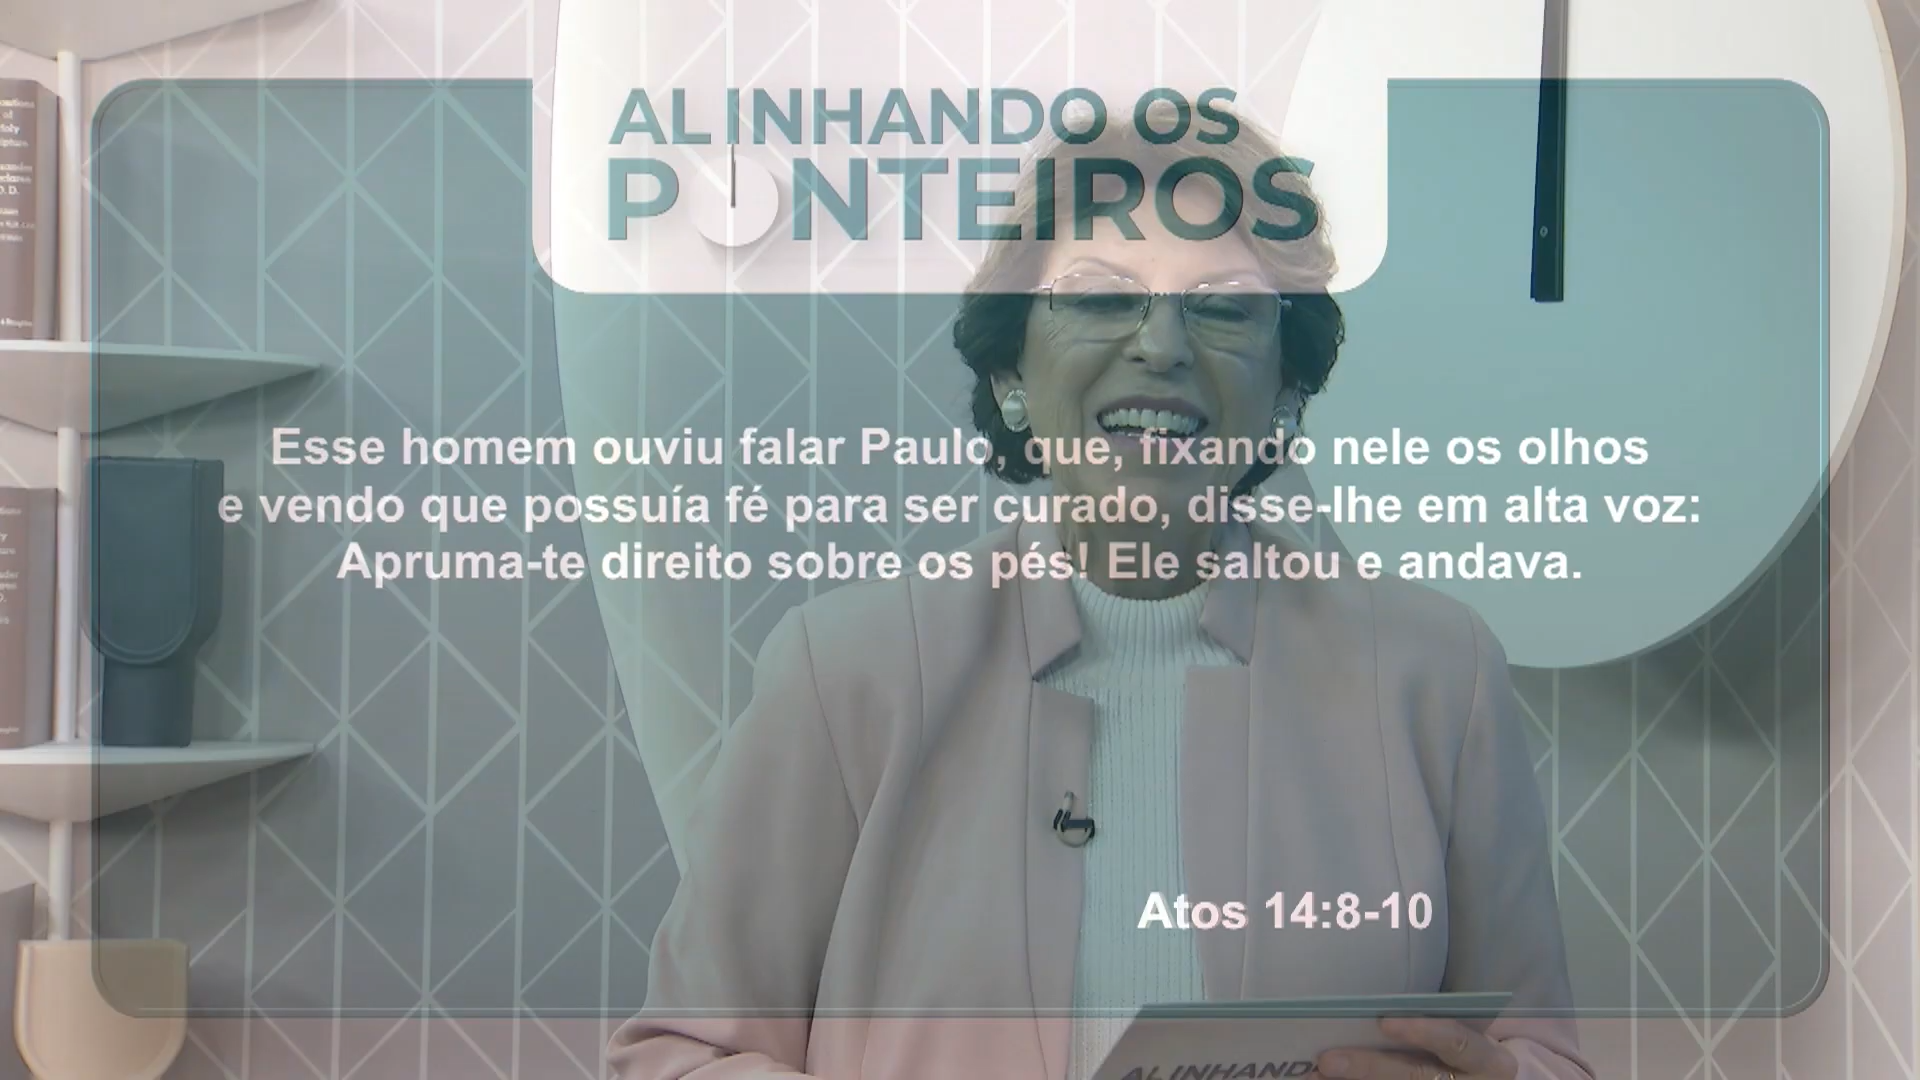 ALINHANDO OS
PONTEIROS
Esse homem ouviu falar Paulo, que, fixando nele os olhos
e vendo que possuía fé para ser curado, disse-lhe em alta voz:
Apruma-te direito sobre os pés! Ele saltou e andava.
Atos 14:8-10